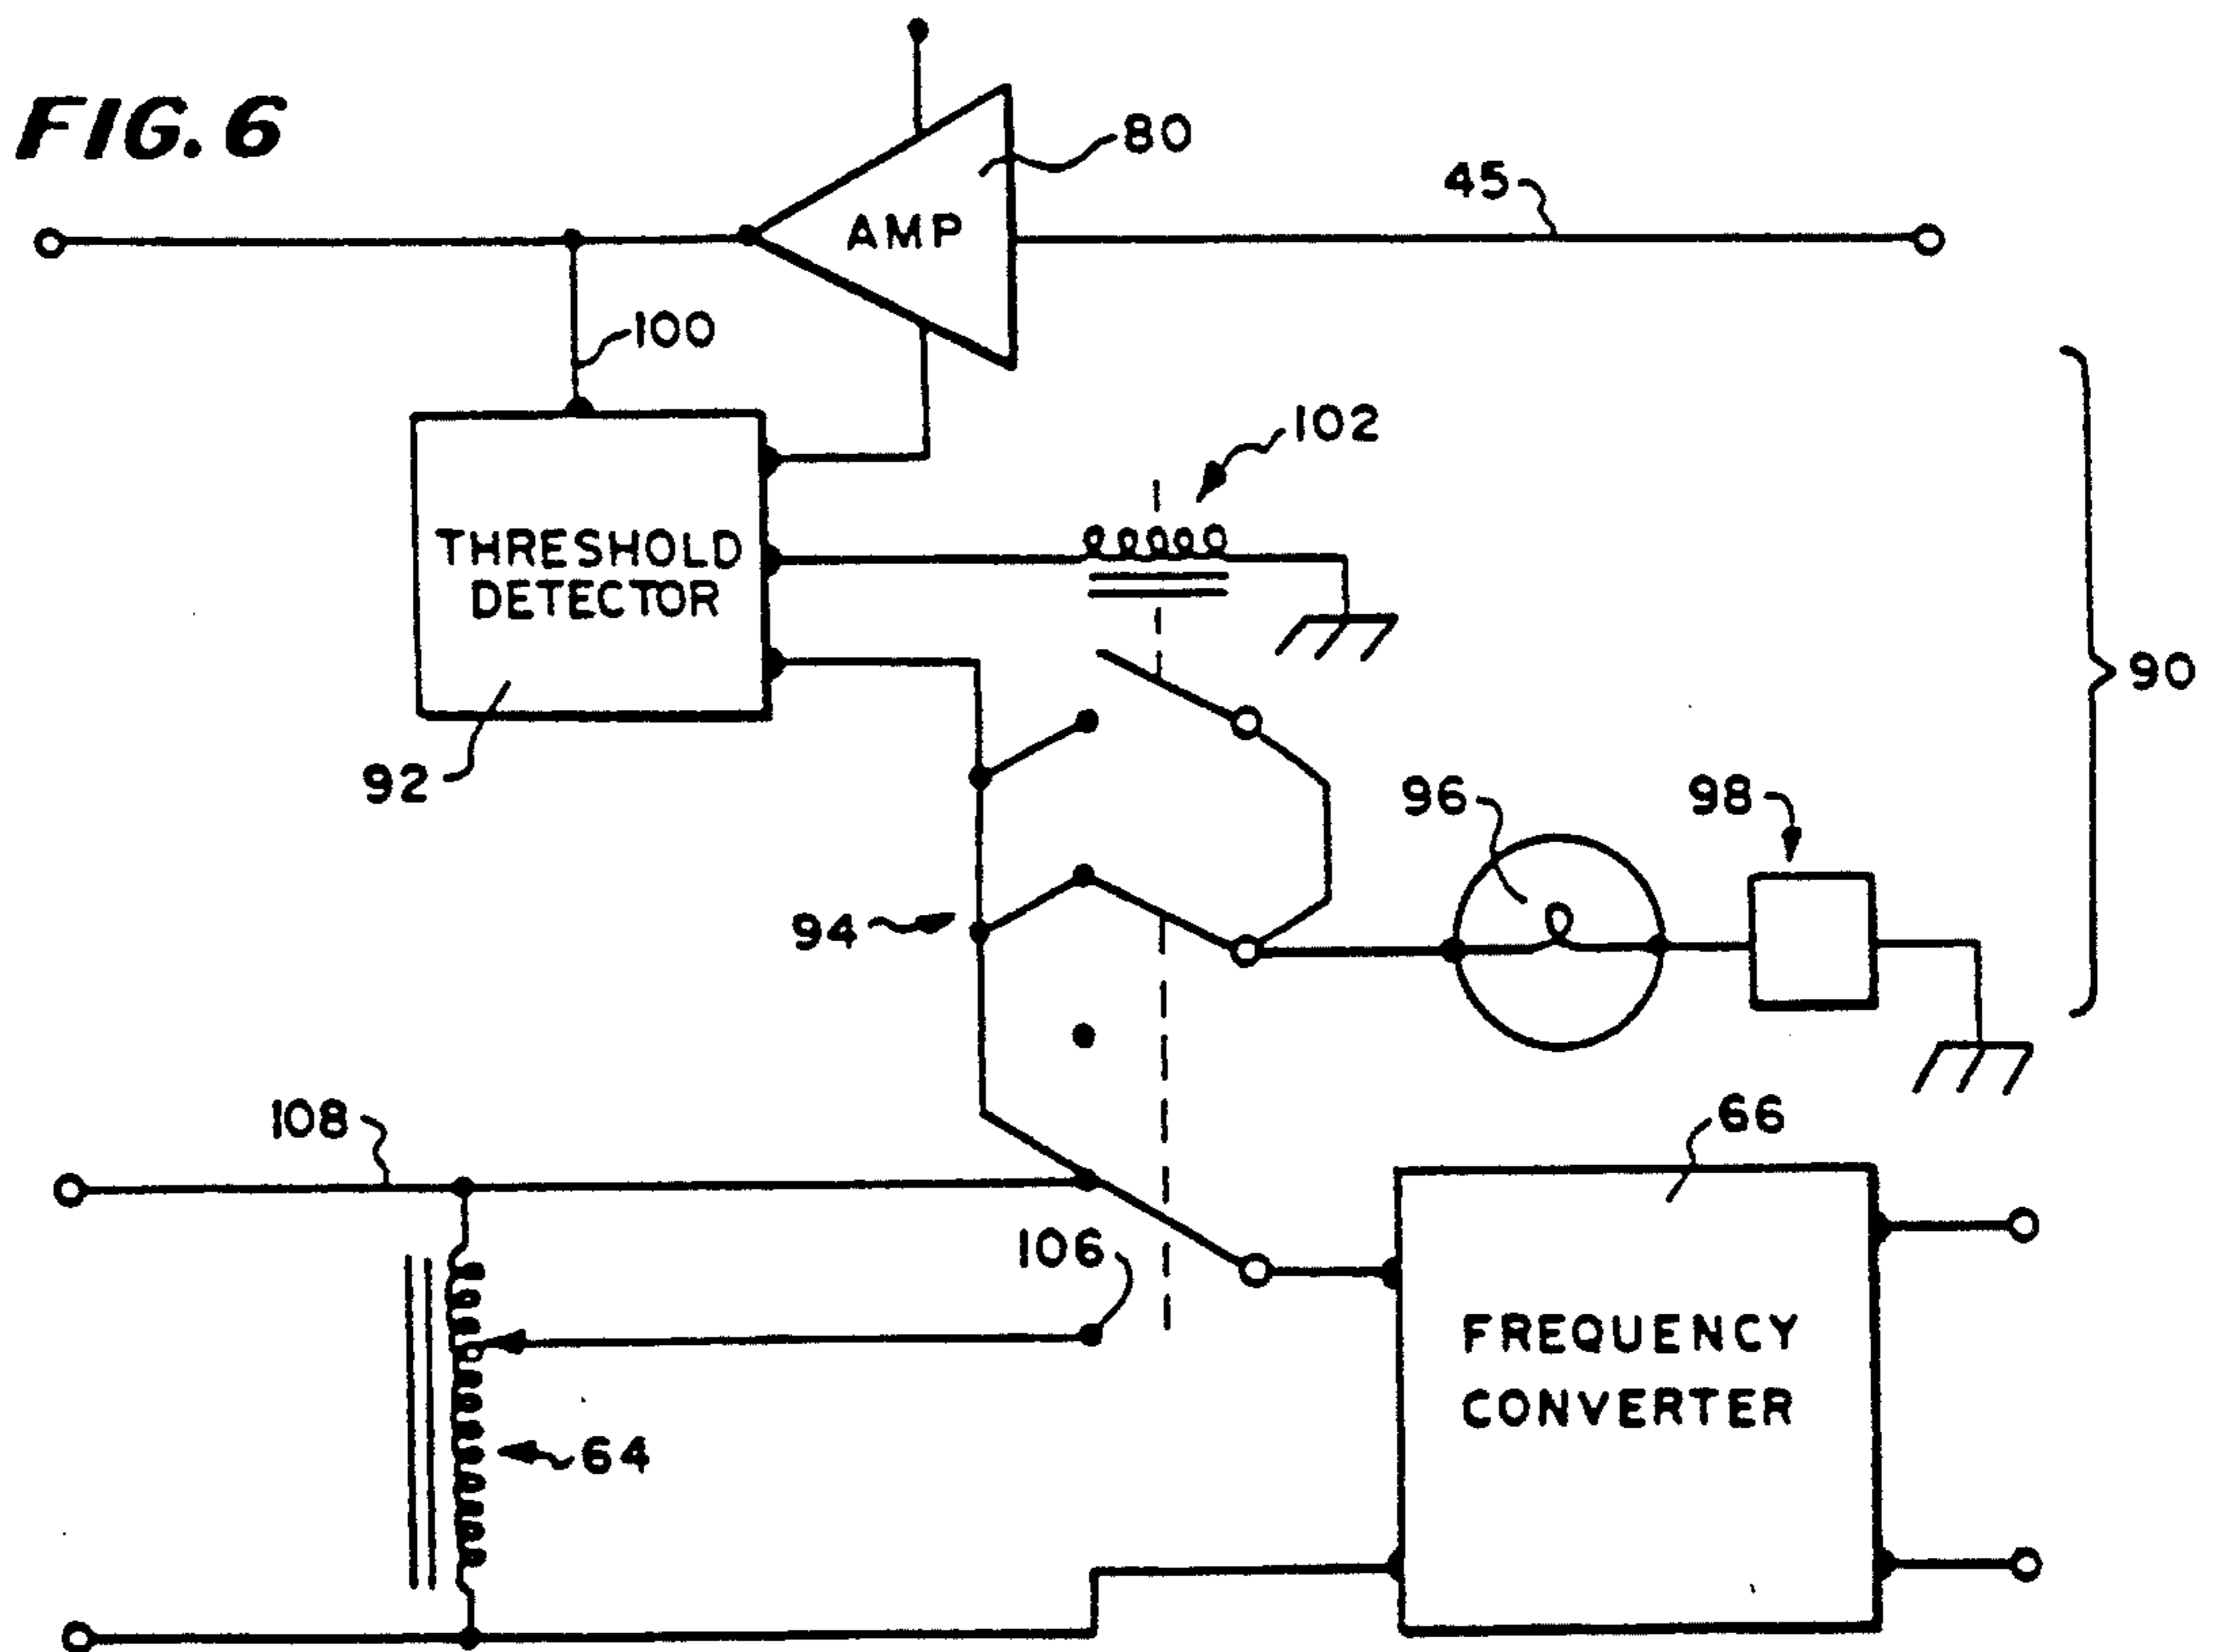 FIG. 6
80
45
AMP
100
102
THRESHOLD
DETECTOR
90
92
96
98
94
108
66
106
FREQUENCY
CONVERTER
64